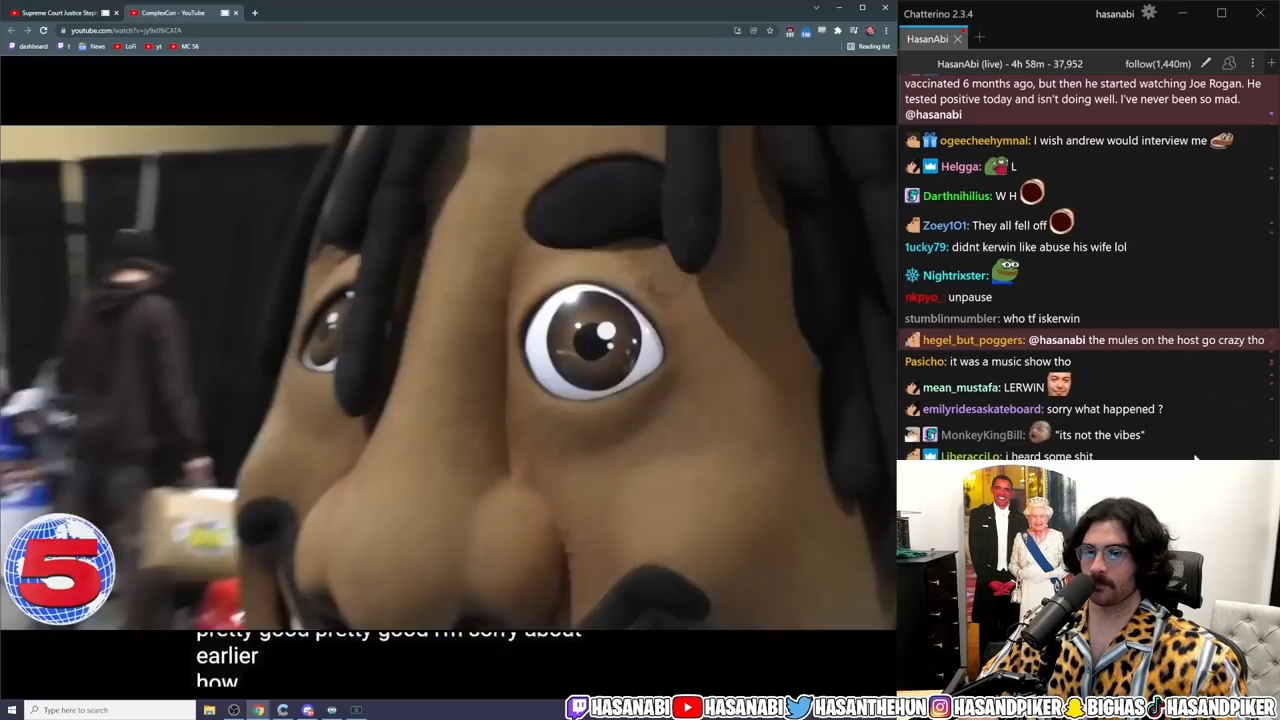 Supreme Court Justice Steph
ComplexCon - YouTube
youtube.com/watch?v=jy9x09iCATA
dashboard
t
News
LoFi
yt
MC S6
Reading list
5
pretty good pretty good i'm sorry about
earlier
how
Type here to search
Chatterino 2.3.4
hasanabi
HasanAbi
HasanAbi (live) - 4h 58m - 37,952
follow(1,440m)
vaccinated 6 months ago, but then he started watching Joe Rogan. He
tested positive today and isn't doing well. I've never been so mad.
@hasanabi
ogeecheehymnal: I wish andrew would interview me
Helgga: L
Darthnihilius: W H
Zoey1O1: They all fell off
1ucky79: didnt kerwin like abuse his wife lol
Nightrixster:
nkpyo_: unpause
stumblinmumbler: who tf iskerwin
hegel_but_poggers: @hasanabi the mules on the host go crazy tho
Pasicho: it was a music show tho
mean_mustafa: LERWIN
emilyridesaskateboard: sorry what happened ?
MonkeyKingBill: "its not the vibes"
LiberacciLo: i heard some shit
HASANABI HASANABI HASANTHEHUN HASANDPIKER BIGHAS HASANDPIKER